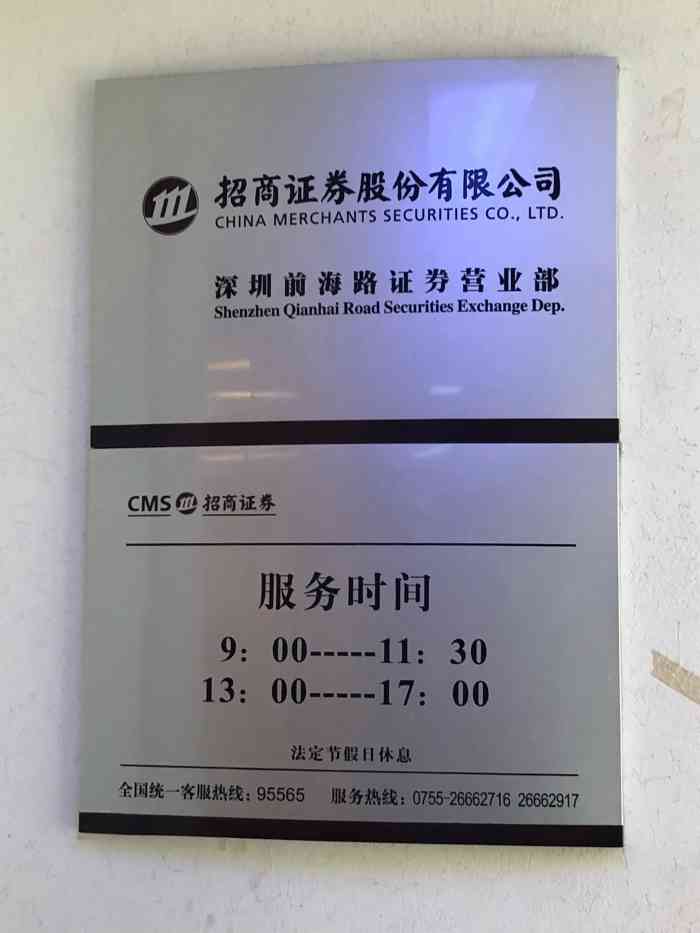 招商证券股份有限公司
CHINA MERCHANTS SECURITIES CO., LTD.
深圳前海路证券营业部
Shenzhen Qianhai Road Securities Exchange Dep.
CMS 招商证券
服务时间
9：00-----11：30
13：00-----17：00
法定节假日休息
全国统一客服热线：95565 服务热线：0755-26662716 26662917